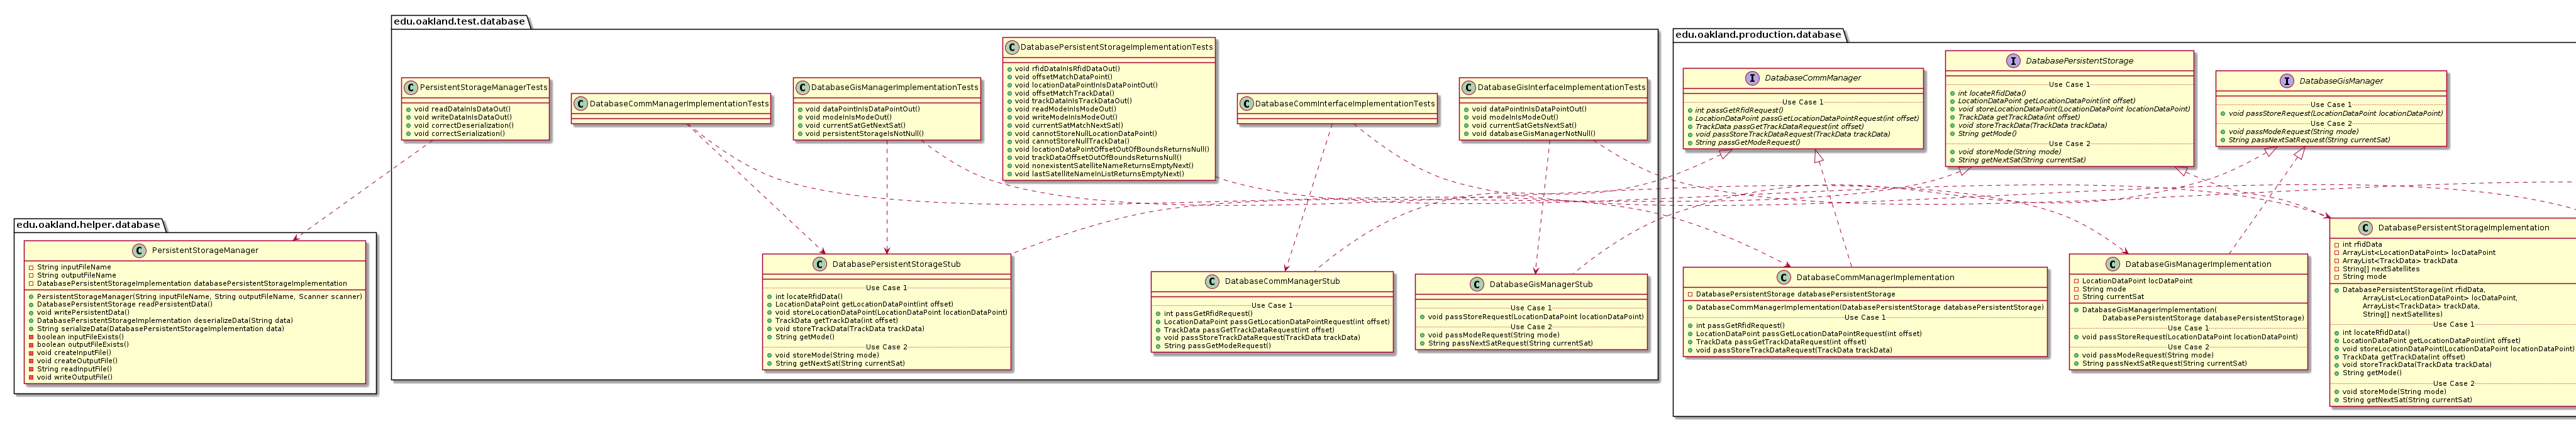 edu.oakland.test.database
C PersistentStorageManagerTests
void readDataInIsDataOut()
void writeDataInIsDataOut()
void correctDeserialization()
void correctSerialization()
C DatabaseCommManagerImplementationTests
C DatabaseGisManagerImplementationTests
void dataPointInIsDataPointOut()
void modeInIsModeOut()
void currentSatGetNextSat()
void persistentStorageIsNotNull()
C DatabasePersistentStorageImplementationTests
void rfidDataInIsRfidDataOut()
void offsetMatchDataPoint()
void locationDataPointInIsDataPointOut()
void offsetMatchTrackData()
void trackDataInIsTrackDataOut()
void readModeInIsModeOut()
void writeModeInIsModeOut()
void currentSatMatchNextSat()
void cannotStoreNullLocationDataPoint()
void cannotStoreNullTrackData()
void locationDataPointOffsetOutOfBoundsReturnsNull()
void trackDataOffsetOutOfBoundsReturnsNull()
void nonexistentSatelliteNameReturnsEmptyNext()
void lastSatelliteNameInListReturnsEmptyNext()
C DatabaseCommInterfaceImplementationTests
C DatabaseGisInterfaceImplementationTests
void dataPointInIsDataPointOut()
void modeInIsModeOut()
void currentSatGetsNextSat()
void databaseGisManagerNotNull()
C DatabasePersistentStorageStub
Use Case 1
int locateRfidData()
LocationDataPoint getLocationDataPoint(int offset)
void storeLocationDataPoint(LocationDataPoint locationDataPoint)
TrackData getTrackData(int offset)
void storeTrackData(TrackData trackData)
String getMode()
Use Case 2
void storeMode(String mode)
String getNextSat(String currentSat)
C DatabaseCommManagerStub
Use Case 1
int passGetRfidRequest()
LocationDataPoint passGetLocationDataPointRequest(int offset)
TrackData passGetTrackDataRequest(int offset)
void passStoreTrackDataRequest(TrackData trackData)
String passGetModeRequest()
C DatabaseGisManagerStub
Use Case 1
void passStoreRequest(LocationDataPoint locationDataPoint)
Use Case 2
void passModeRequest(String mode)
String passNextSatRequest(String currentSat)
edu.oakland.helper.database
C PersistentStorageManager
String inputFileName
String outputFileName
DatabasePersistentStorageImplementation databasePersistentStorageImplementation
PersistentStorageManager(String inputFileName, String outputFileName, Scanner scanner)
DatabasePersistentStorage readPersistentData()
void writePersistentData()
DatabasePersistentStorageImplementation deserializeData(String data)
String serializeData(DatabasePersistentStorageImplementation data)
boolean inputFileExists()
boolean outputFileExists()
void createInputFile()
void createOutputFile()
String readInputFile()
void writeOutputFile()
edu.oakland.production.database
I DatabaseCommManager
Use Case 1
int passGetRfidRequest()
LocationDataPoint passGetLocationDataPointRequest(int offset)
TrackData passGetTrackDataRequest(int offset)
void passStoreTrackDataRequest(TrackData trackData)
String passGetModeRequest()
I DatabasePersistentStorage
Use Case 1
int locateRfidData()
LocationDataPoint getLocationDataPoint(int offset)
void storeLocationDataPoint(LocationDataPoint locationDataPoint)
TrackData getTrackData(int offset)
void storeTrackData(TrackData trackData)
String getMode()
Use Case 2
void storeMode(String mode)
String getNextSat(String currentSat)
I DatabaseGisManager
Use Case 1
void passStoreRequest(LocationDataPoint locationDataPoint)
Use Case 2
void passModeRequest(String mode)
String passNextSatRequest(String currentSat)
C DatabaseCommManagerImplementation
DatabasePersistentStorage databasePersistentStorage
DatabaseCommManagerImplementation(DatabasePersistentStorage databasePersistentStorage)
Use Case 1
int passGetRfidRequest()
LocationDataPoint passGetLocationDataPointRequest(int offset)
TrackData passGetTrackDataRequest(int offset)
void passStoreTrackDataRequest(TrackData trackData)
C DatabaseGisManagerImplementation
LocationDataPoint locDataPoint
String mode
String currentSat
DatabaseGisManagerImplementation(
DatabasePersistentStorage databasePersistentStorage)
Use Case 1
void passStoreRequest(LocationDataPoint locationDataPoint)
Use Case 2
void passModeRequest(String mode)
String passNextSatRequest(String currentSat)
C DatabasePersistentStorageImplementation
int rfidData
ArrayList<LocationDataPoint> locDataPoint
ArrayList<TrackData> trackData
String[] nextSatellites
String mode
DatabasePersistentStorage(int rfidData,
ArrayList<LocationDataPoint> locDataPoint,
ArrayList<TrackData> trackData,
String[] nextSatellites)
Use Case 1
int locateRfidData()
LocationDataPoint getLocationDataPoint(int offset)
void storeLocationDataPoint(LocationDataPoint locationDataPoint)
TrackData getTrackData(int offset)
void storeTrackData(TrackData trackData)
String getMode()
Use Case 2
void storeMode(String mode)
String getNextSat(String currentSat)